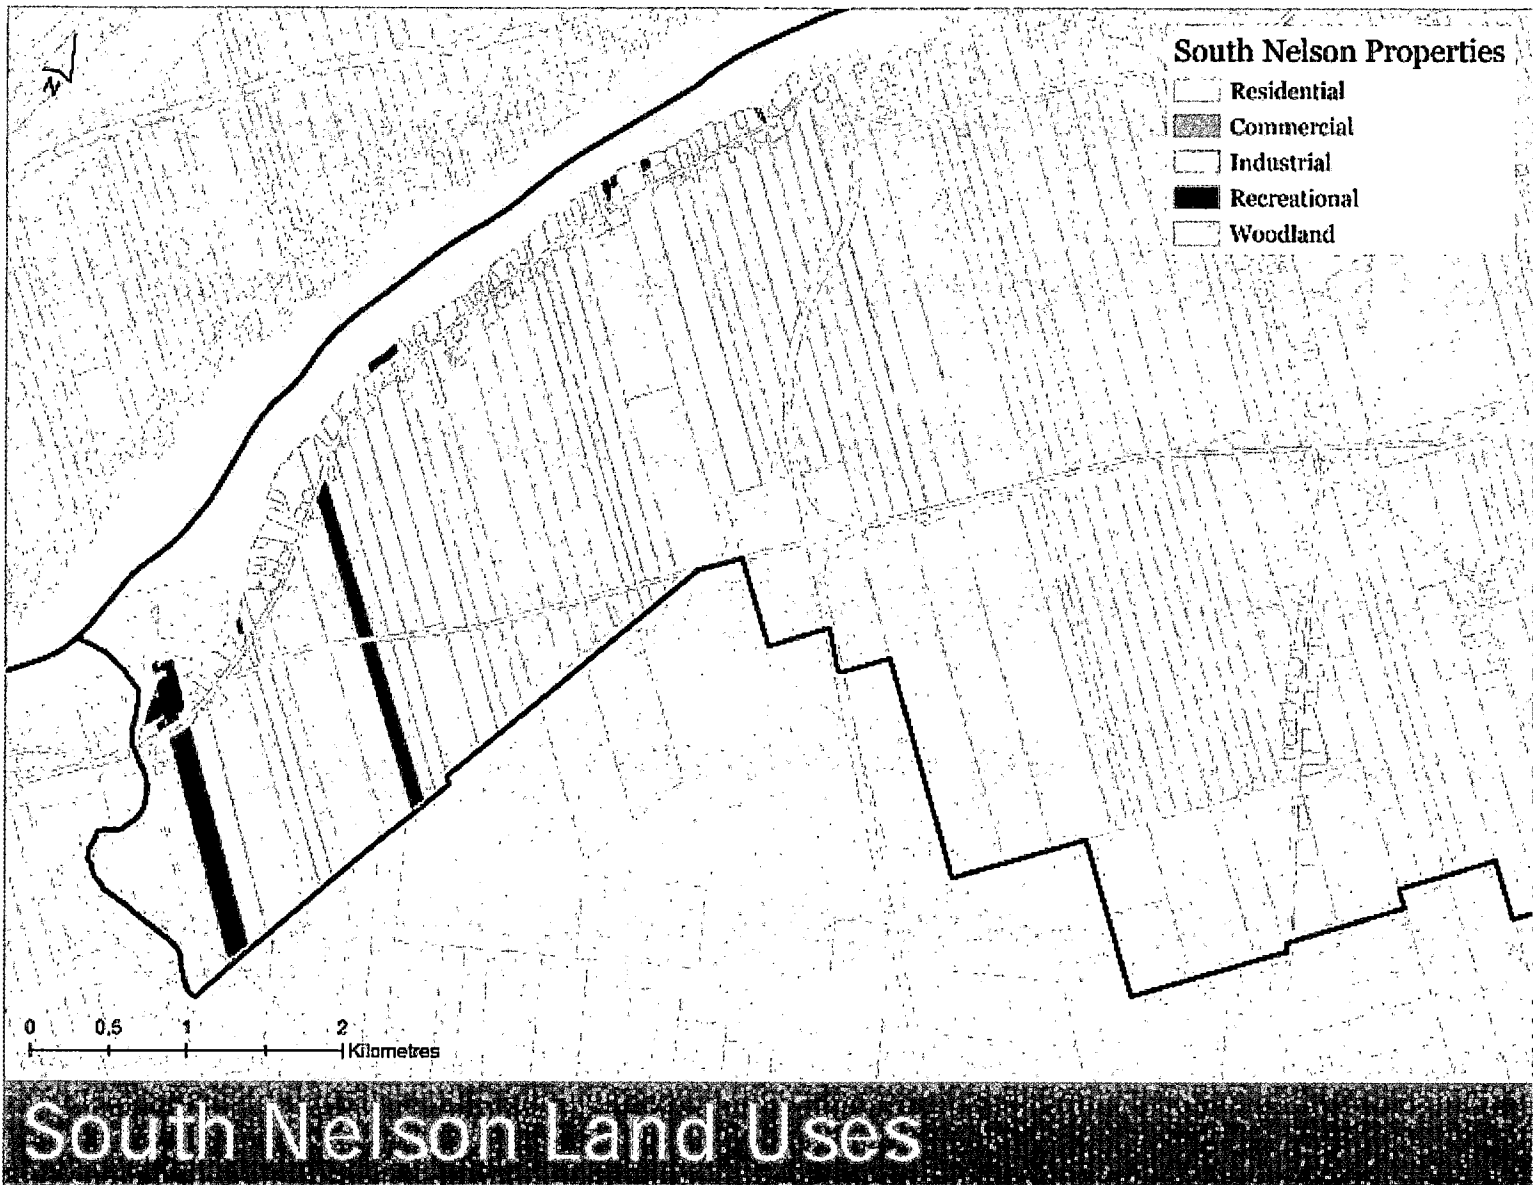 N
South Nelson Properties
Residential
Commercial
Industrial
Recreational
Woodland
0 0.5 1 2
Kilometres
South Nelson Land Uses